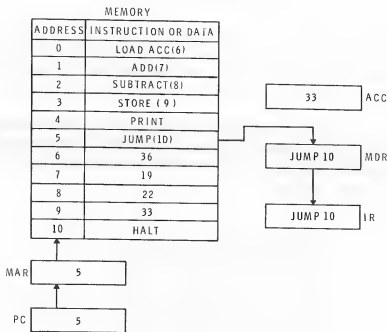 MEMORY
ADDRESS INSTRUCTION OR DATA
0 LOAD ACC(6)
1 ADD(7)
2 SUBTRACT(8)
3 STORE (9)
4 PRINT
5 JUMP(10)
6 36
7 19
8 22
9 33
10 HALT
33 ACC
JUMP 10 MDR
JUMP 10 IR
MAR 5
PC 5